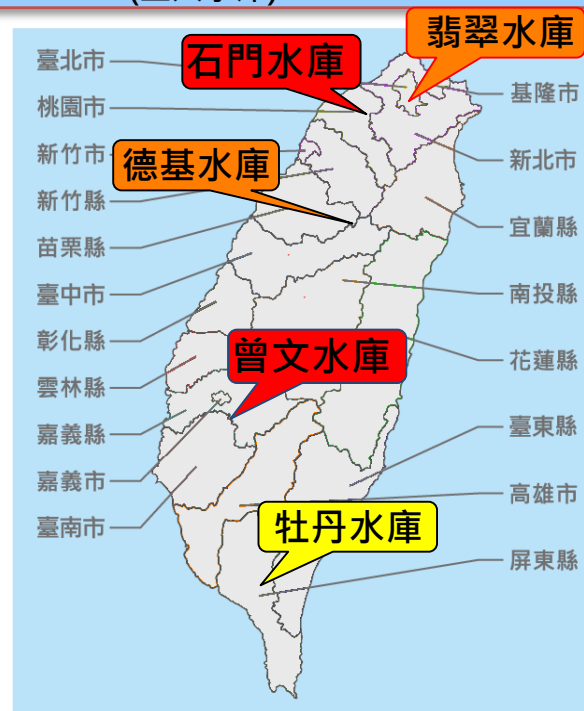 翡翠水庫
石門水庫
臺北市
桃園市
基隆市
新竹市
德基水庫
新北市
新竹縣
宜蘭縣
苗栗縣
臺中市
南投縣
彰化縣
曾文水庫
花蓮縣
雲林縣
嘉義縣
臺東縣
嘉義市
高雄市
臺南市
牡丹水庫
屏東縣